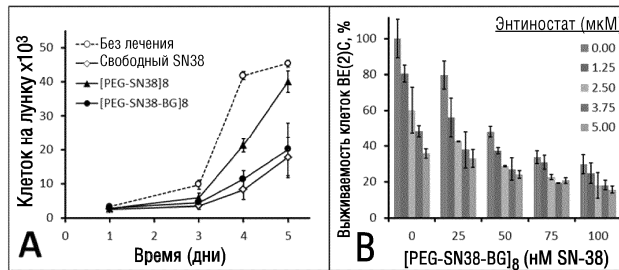 Клеток на лунку x10³
50
40
30
20
10
0
0
1
2
3
4
5
Время (дни)
Без лечения
Свободный SN38
[PEG-SN38]8
[PEG-SN38-BG]8
A
Выживаемость клеток BE(2)C, %
100
80
60
40
20
0
0
25
50
75
100
[PEG-SN38-BG]₈ (нМ SN-38)
Энтиностат (мкМ)
0.00
1.25
2.50
3.75
5.00
B